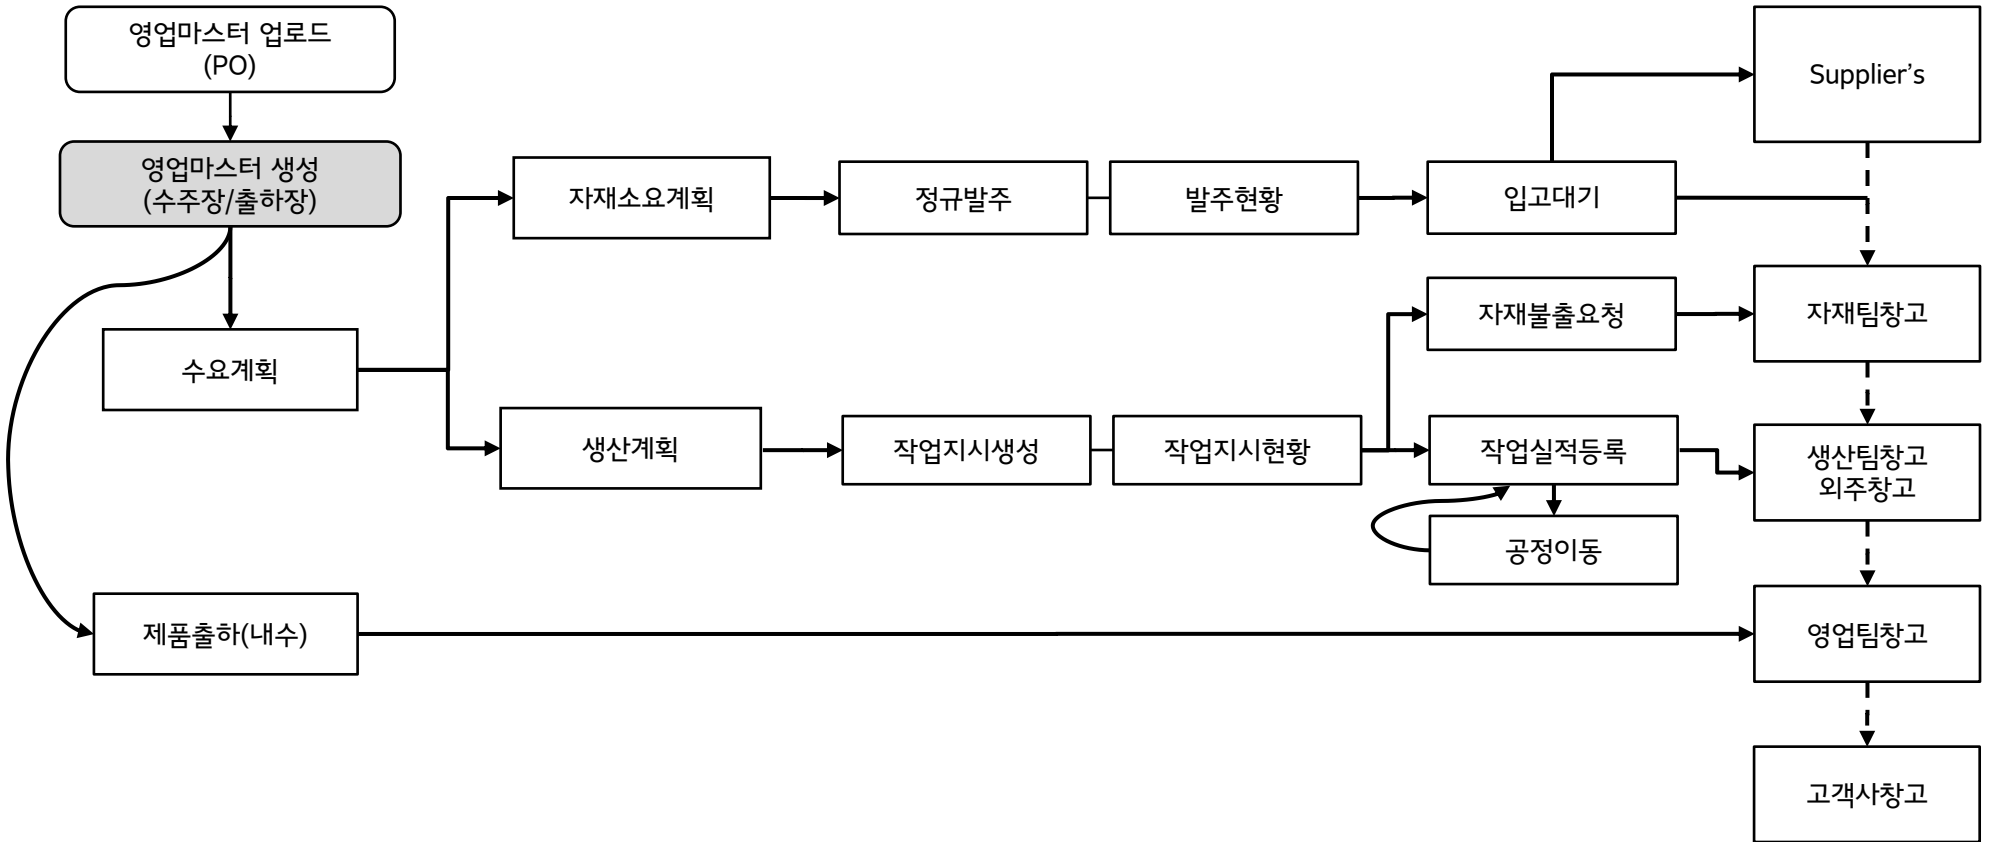 영업마스터 업로드
(PO)
영업마스터 생성
(수주장/출하장)
수요계획
제품출하(내수)
자재소요계획
정규발주
발주현황
입고대기
생산계획
작업지시생성
작업지시현황
자재불출요청
작업실적등록
공정이동
Supplier’s
자재팀창고
생산팀창고
외주창고
영업팀창고
고객사창고